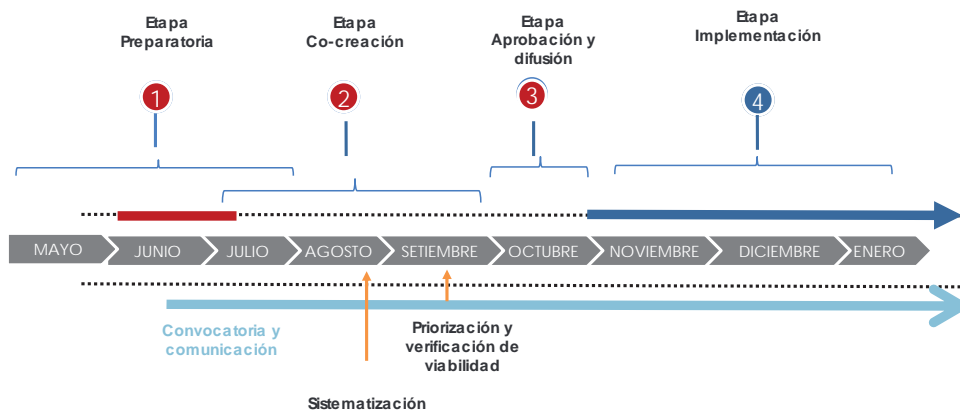 Etapa
Preparatoria
Etapa
Co-creación
Etapa
Aprobación y
difusión
Etapa
Implementación
1
2
3
4
MAYO
JUNIO
JULIO
AGOSTO
SETIEMBRE
OCTUBRE
NOVIEMBRE
DICIEMBRE
ENERO
Convocatoria y
comunicación
Priorización y
verificación de
viabilidad
Sistematización